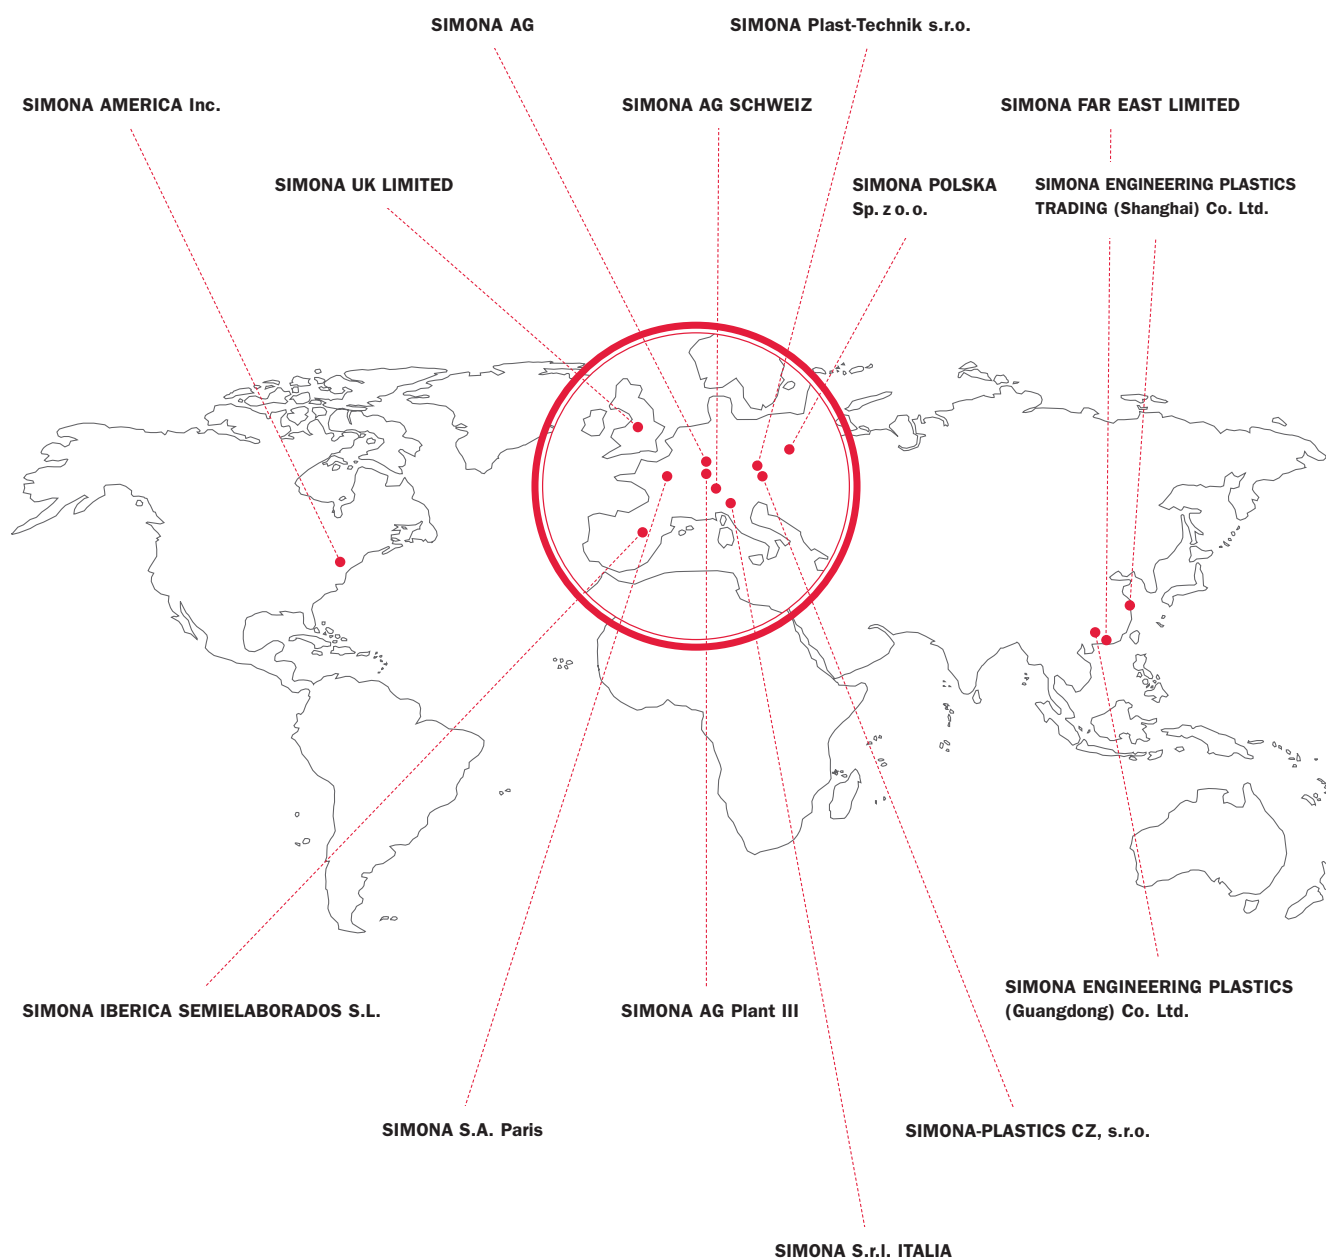 SIMONA AG
SIMONA Plast-Technik s.r.o.
SIMONA AMERICA Inc.
SIMONA AG SCHWEIZ
SIMONA FAR EAST LIMITED
SIMONA UK LIMITED
SIMONA POLSKA
Sp. z o. o.
SIMONA ENGINEERING PLASTICS
TRADING (Shanghai) Co. Ltd.
SIMONA IBERICA SEMIELABORADOS S.L.
SIMONA AG Plant III
SIMONA ENGINEERING PLASTICS
(Guangdong) Co. Ltd.
SIMONA S.A. Paris
SIMONA-PLASTICS CZ, s.r.o.
SIMONA S.r.l. ITALIA